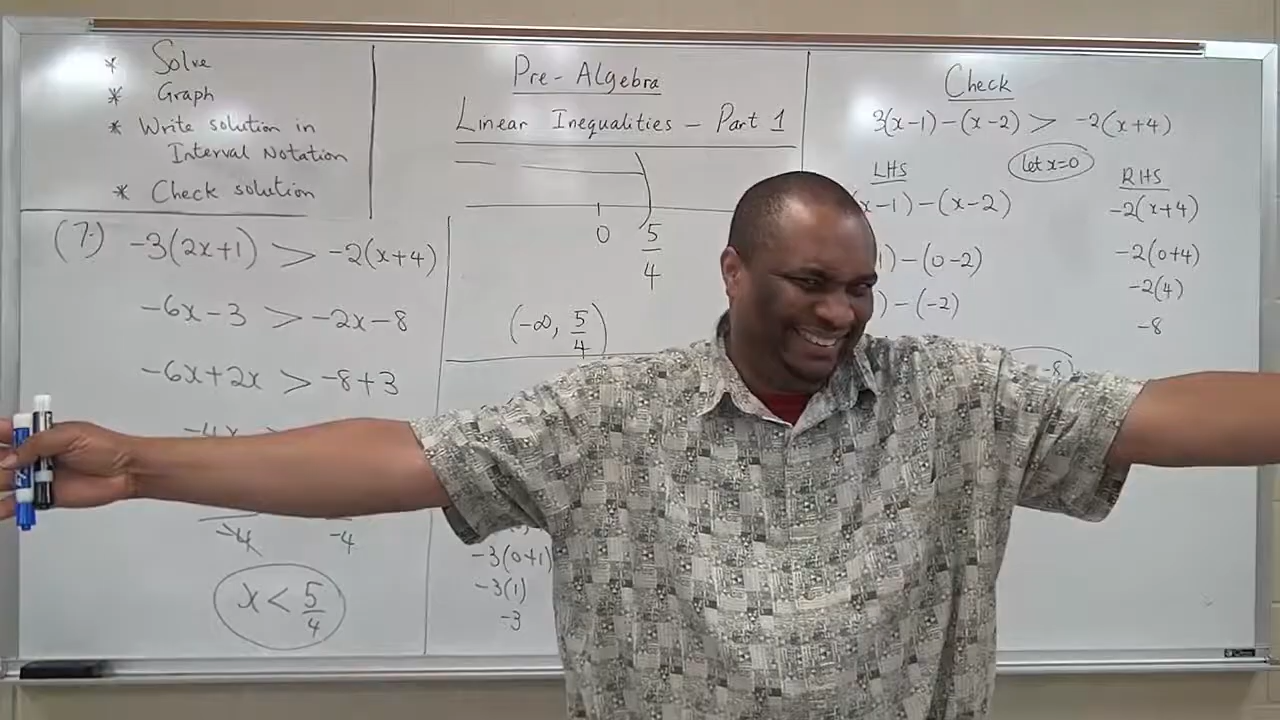 * Solve
* Graph
* Write solution in
Interval Notation
* Check solution
Pre-Algebra
Linear Inequalities - Part 1
Check
3(x-1)-(x-2) > -2(x+4)
let x=0
LHS
RHS
x-1)-(x-2)
-2(x+4)
1)-(0-2)
-2(0+4)
)-(-2)
-2(4)
-8
-8)
(7.) -3(2x+1) > -2(x+4)
-6x-3 > -2x-8
-6x+2x > -8+3
-4x
-4 -4
x < 5/4
0 5/4
(-∞, 5/4)
-3(0+1)
-3(1)
-3